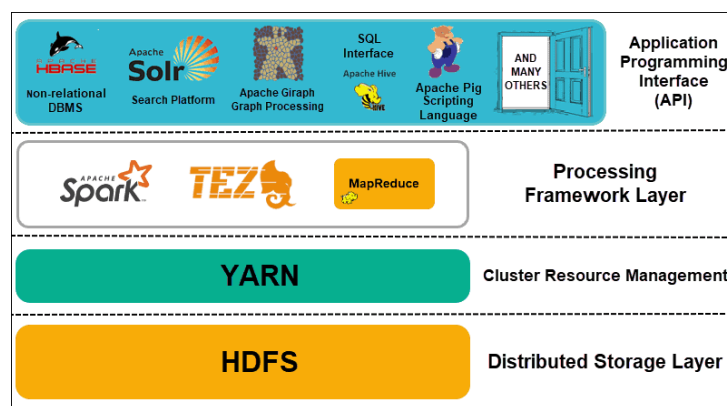 APACHE
HBASE
Non-relational
DBMS
Apache
Solr
Search Platform
Apache Giraph
Graph Processing
SQL
Interface
Apache Hive
HIVE
Apache Pig
Scripting
Language
AND
MANY
OTHERS
Application
Programming
Interface
(API)
APACHE
Spark
TEZ
MapReduce
Processing
Framework Layer
YARN
Cluster Resource Management
HDFS
Distributed Storage Layer